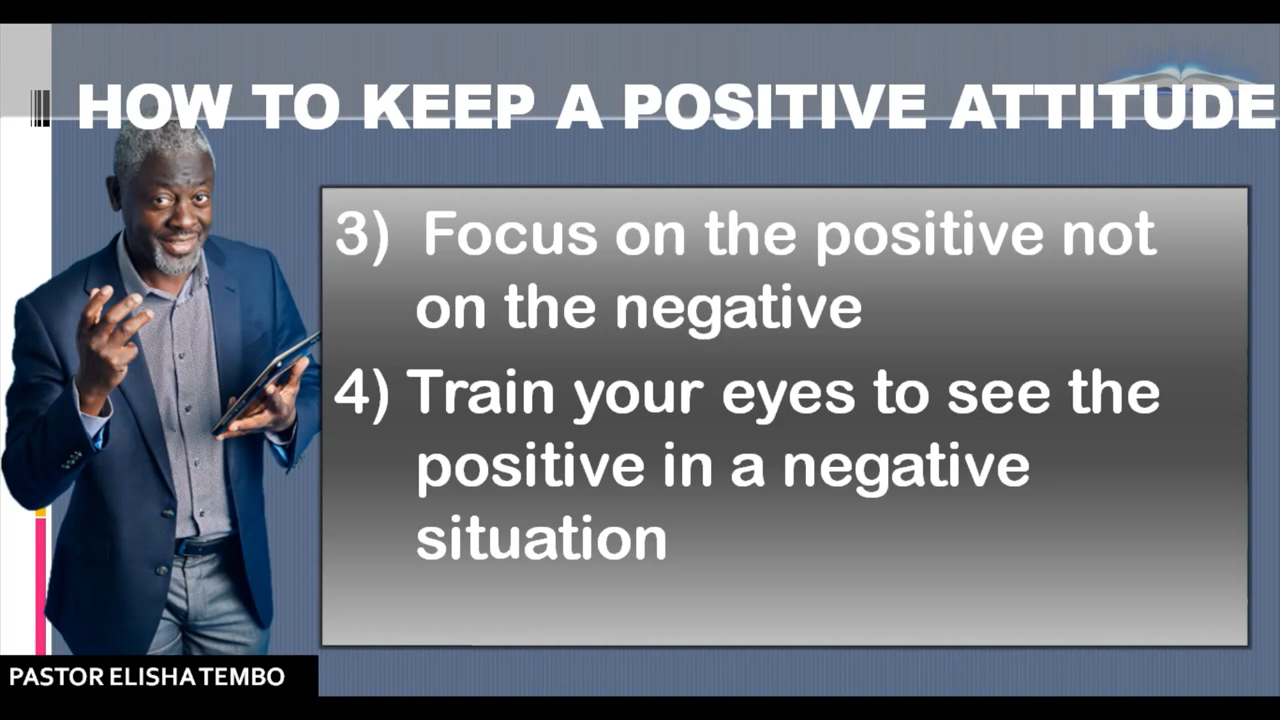 HOW TO KEEP A POSITIVE ATTITUDE
3) Focus on the positive not
on the negative
4) Train your eyes to see the
positive in a negative
situation
PASTOR ELISHA TEMBO